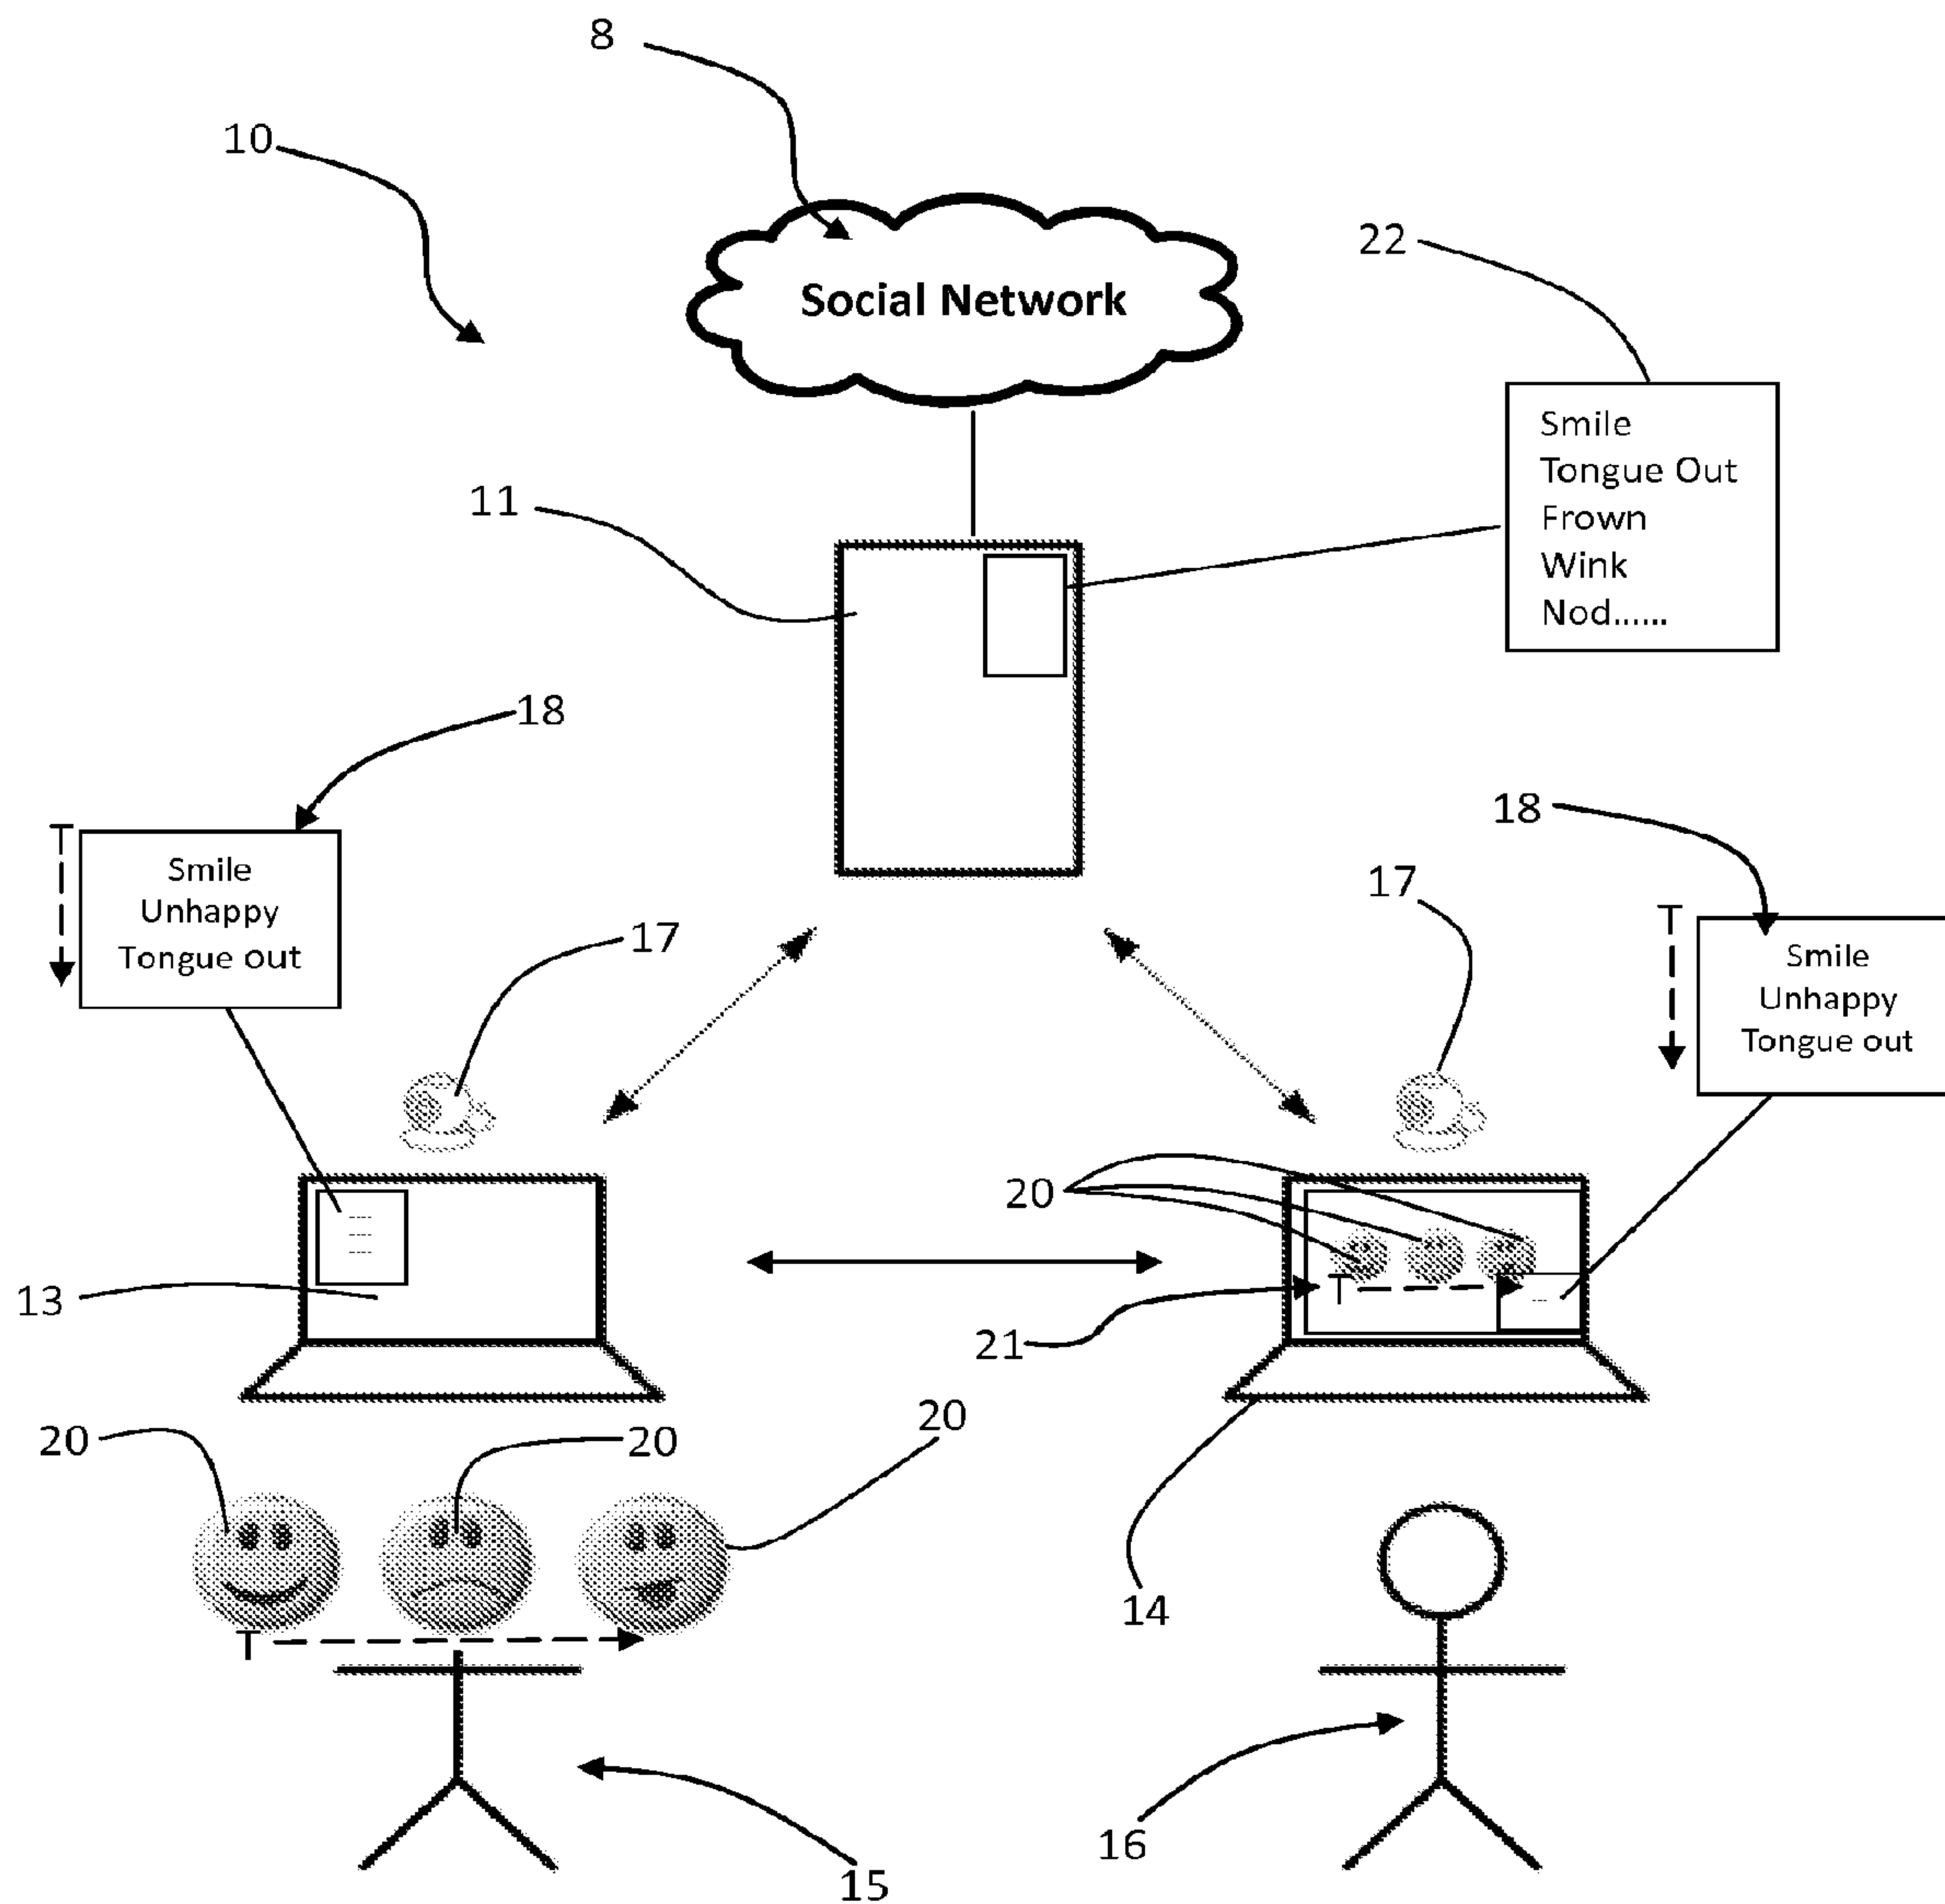 8
10
Social Network
22
Smile
Tongue Out
Frown
Wink
Nod......
11
18
T
Smile
Unhappy
Tongue out
17
18
17
T
Smile
Unhappy
Tongue out
20
13
T
21
20
20
20
T
14
16
15